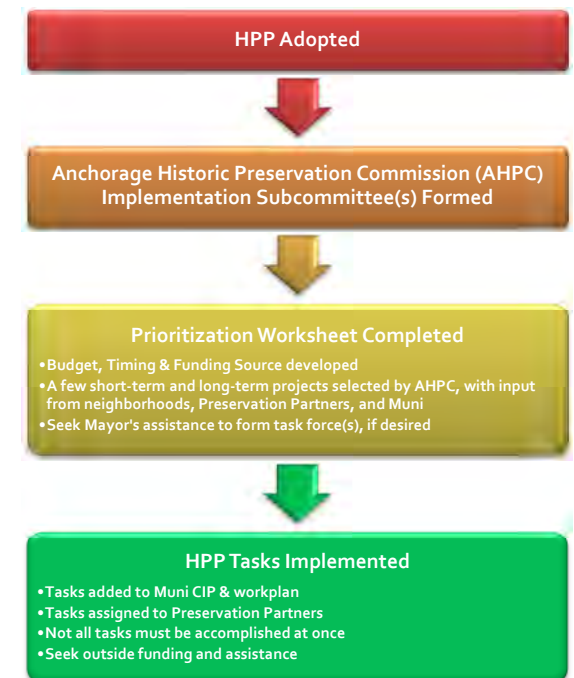 HPP Adopted
Anchorage Historic Preservation Commission (AHPC)
Implementation Subcommittee(s) Formed
Prioritization Worksheet Completed
•Budget, Timing & Funding Source developed
•A few short-term and long-term projects selected by AHPC, with input
from neighborhoods, Preservation Partners, and Muni
•Seek Mayor's assistance to form task force(s), if desired
HPP Tasks Implemented
•Tasks added to Muni CIP & workplan
•Tasks assigned to Preservation Partners
•Not all tasks must be accomplished at once
•Seek outside funding and assistance